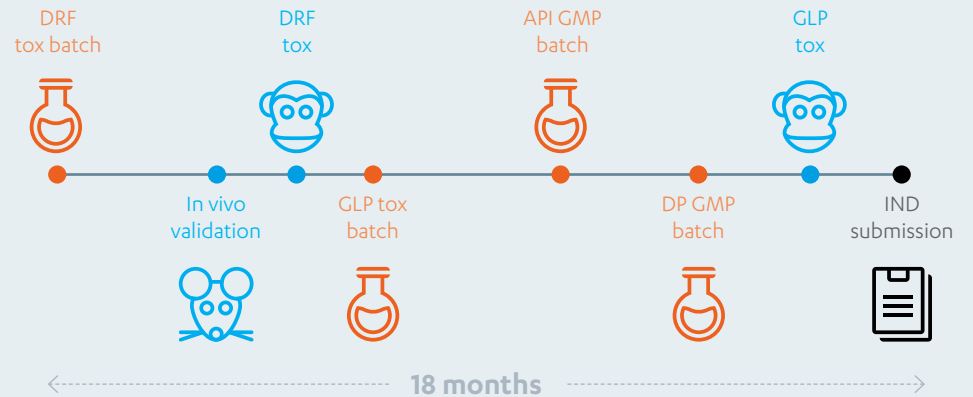 DRF
tox batch
DRF
tox
API GMP
batch
GLP
tox
In vivo
validation
GLP tox
batch
DP GMP
batch
IND
submission
18 months